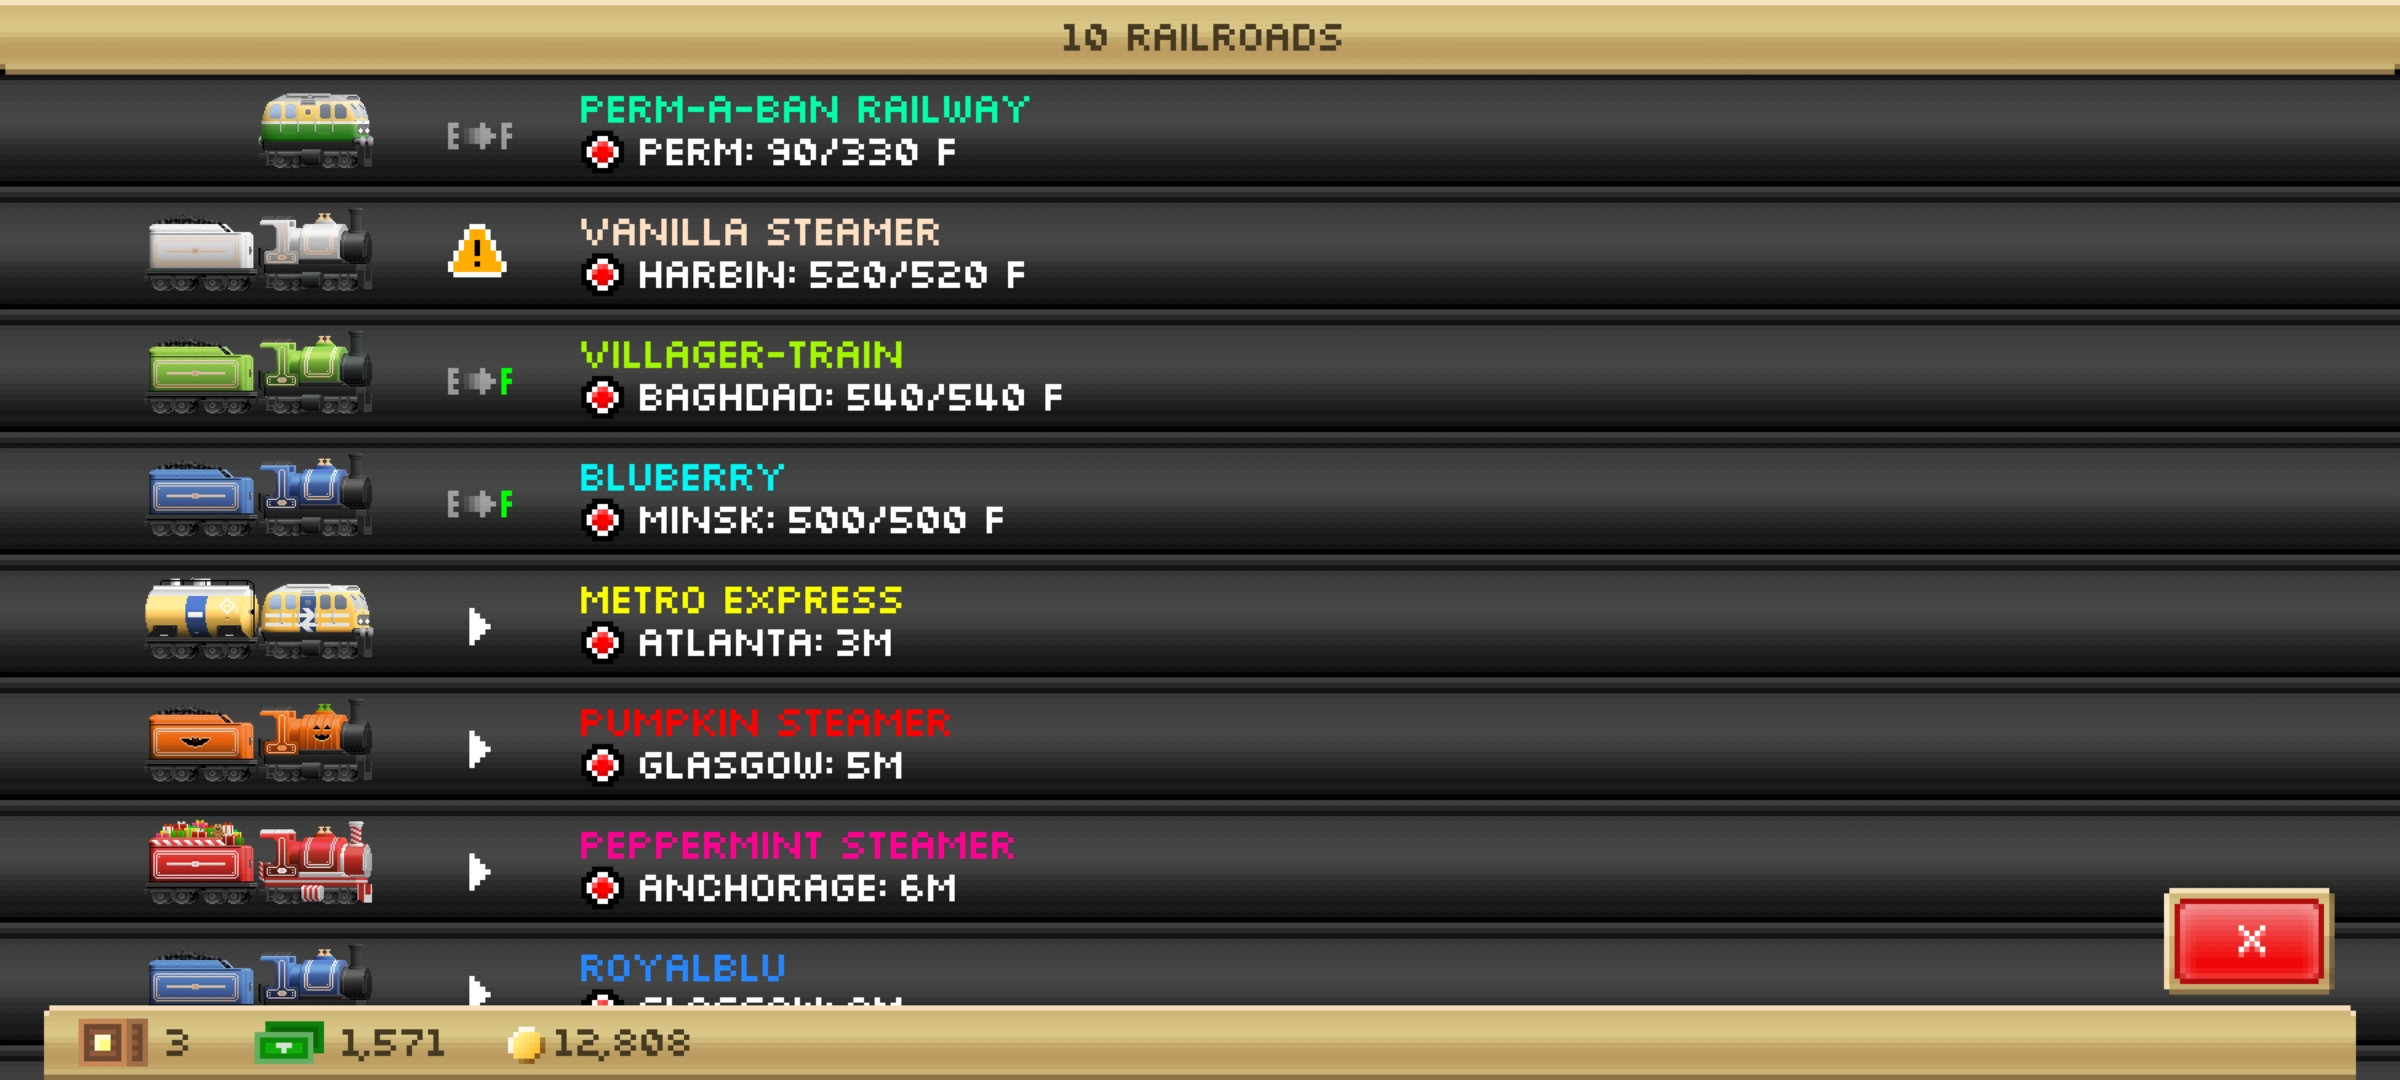 10 RAILROADS
PERM-A-BAN RAILWAY
E F PERM: 90/330 F
VANILLA STEAMER
! HARBIN: 520/520 F
VILLAGER-TRAIN
E F BAGHDAD: 540/540 F
BLUBERRY
E F MINSK: 500/500 F
METRO EXPRESS
ATLANTA: 3M
PUMPKIN STEAMER
GLASGOW: 5M
PEPPERMINT STEAMER
ANCHORAGE: 6M
X
ROYALBLU
3 1,571 12,808